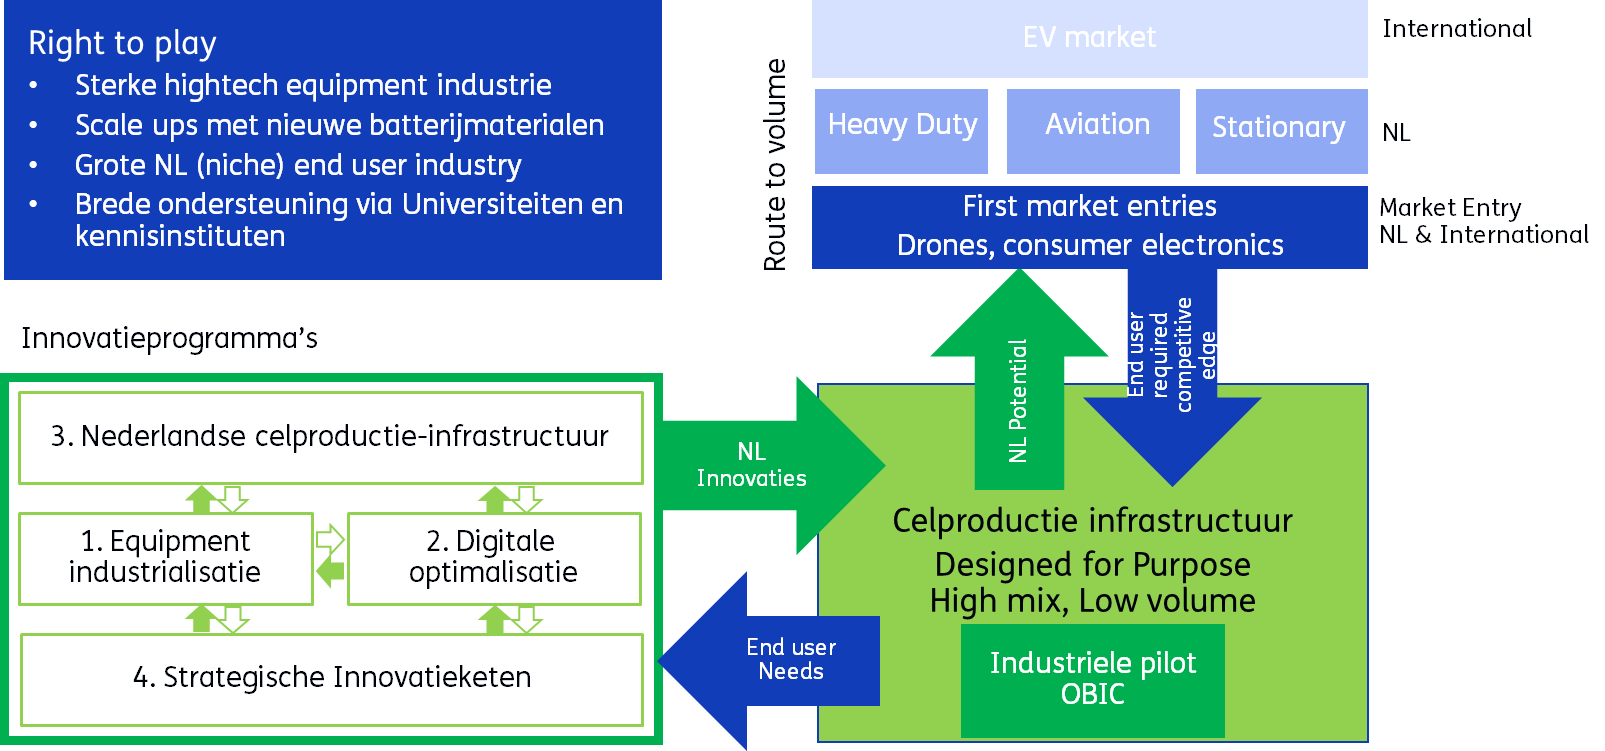 Right to play
• Sterke hightech equipment industrie
• Scale ups met nieuwe batterijmaterialen
• Grote NL (niche) end user industry
• Brede ondersteuning via Universiteiten en
kennisinstituten
Innovatieprogramma’s
3. Nederlandse celproductie-infrastructuur
1. Equipment
industrialisatie
2. Digitale
optimalisatie
4. Strategische Innovatieketen
NL
Innovaties
End user
Needs
Route to volume
EV market
International
Heavy Duty
Aviation
Stationary
NL
First market entries
Drones, consumer electronics
Market Entry
NL & International
NL Potential
End user
required
competitive
edge
Celproductie infrastructuur
Designed for Purpose
High mix, Low volume
Industriele pilot
OBIC